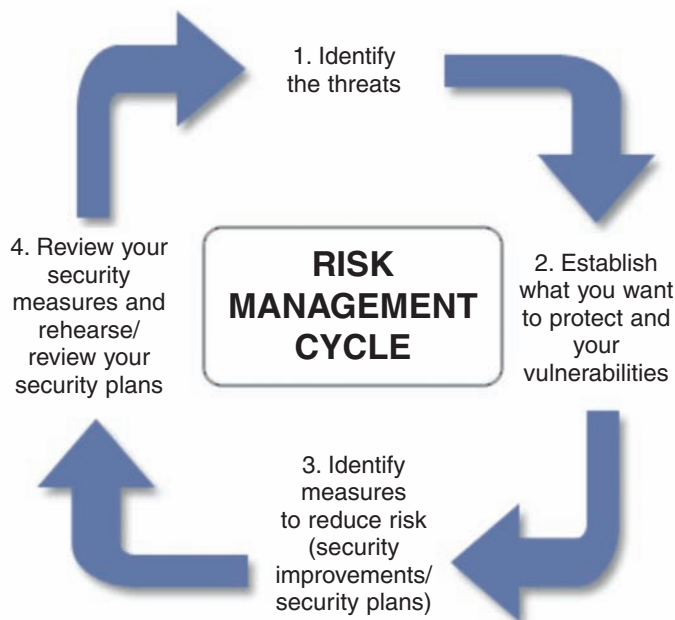 1. Identify
the threats
RISK
MANAGEMENT
CYCLE
2. Establish
what you want
to protect and
your
vulnerabilities
3. Identify
measures
to reduce risk
(security
improvements/
security plans)
4. Review your
security
measures and
rehearse/
review your
security plans